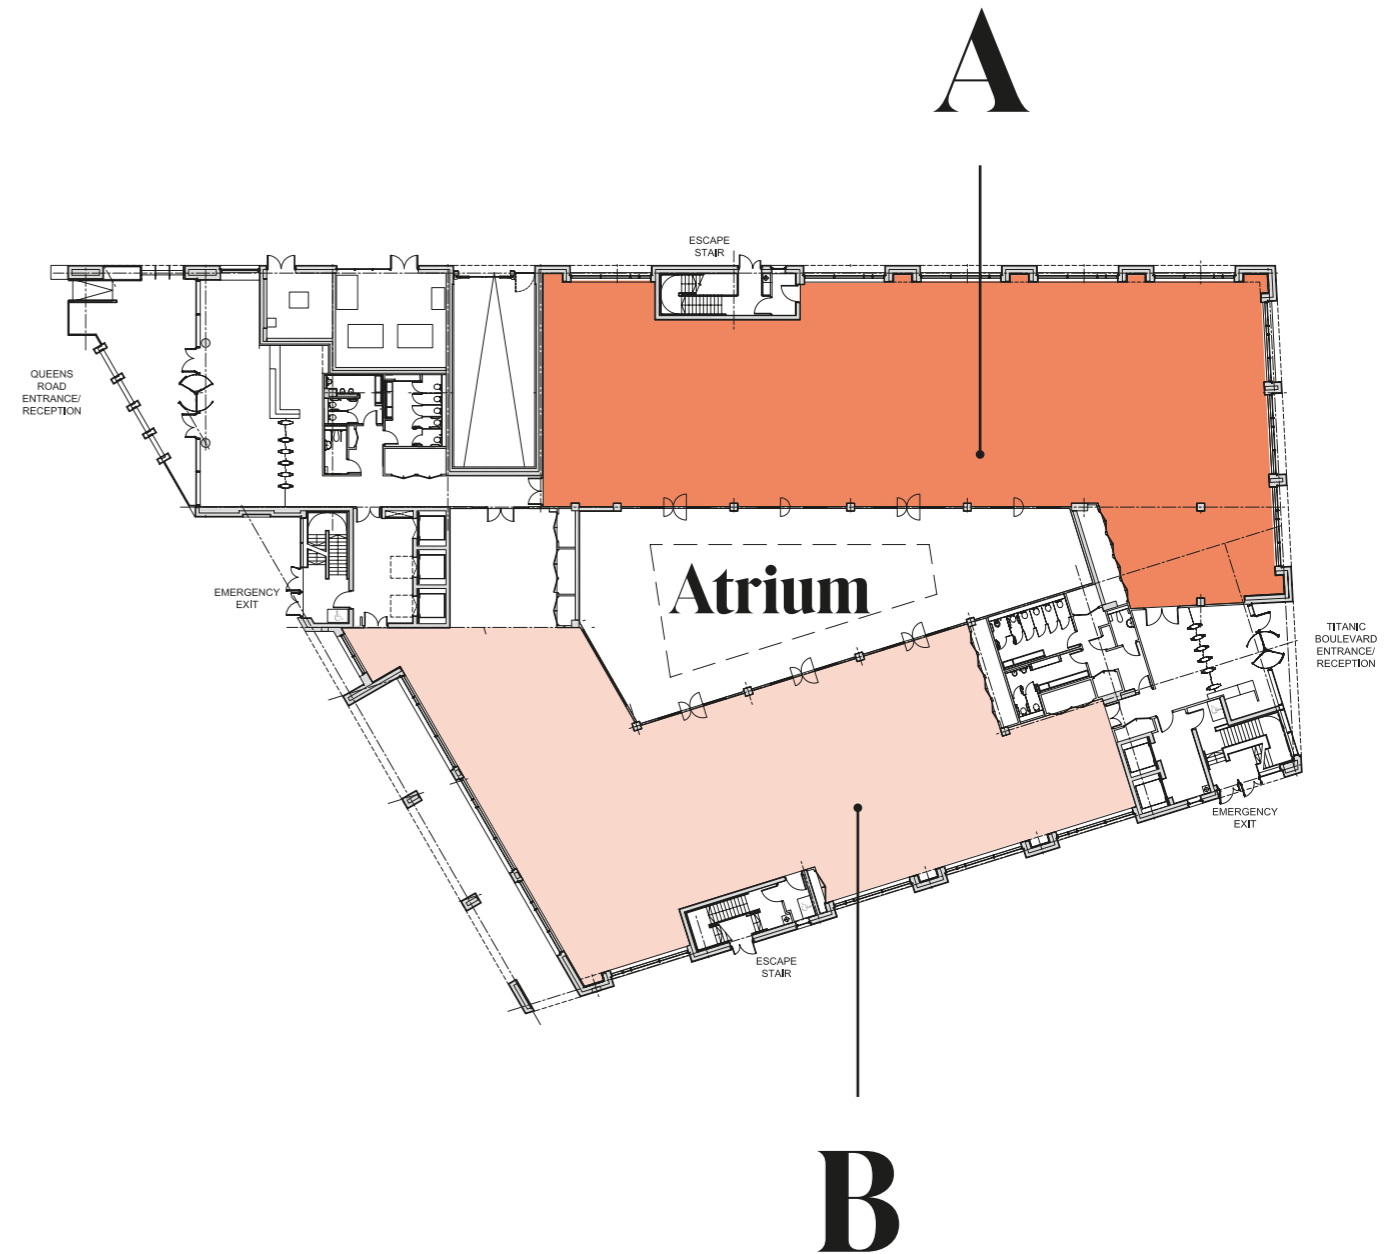 A
ESCAPE
STAIR
QUEENS
ROAD
ENTRANCE/
RECEPTION
EMERGENCY
EXIT
Atrium
TITANIC
BOULEVARD
ENTRANCE/
RECEPTION
EMERGENCY
EXIT
ESCAPE
STAIR
B